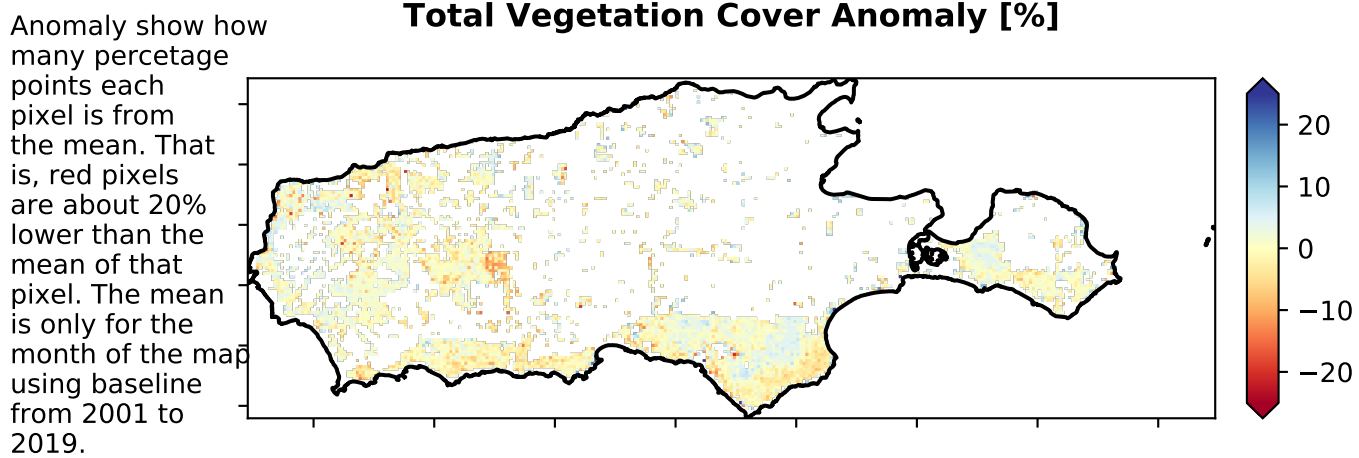 Total Vegetation Cover Anomaly [%]
Anomaly show how
many percetage
points each
pixel is from
the mean. That
is, red pixels
are about 20%
lower than the
mean of that
pixel. The mean
is only for the
month of the map
using baseline
from 2001 to
2019.
20
10
0
−10
−20